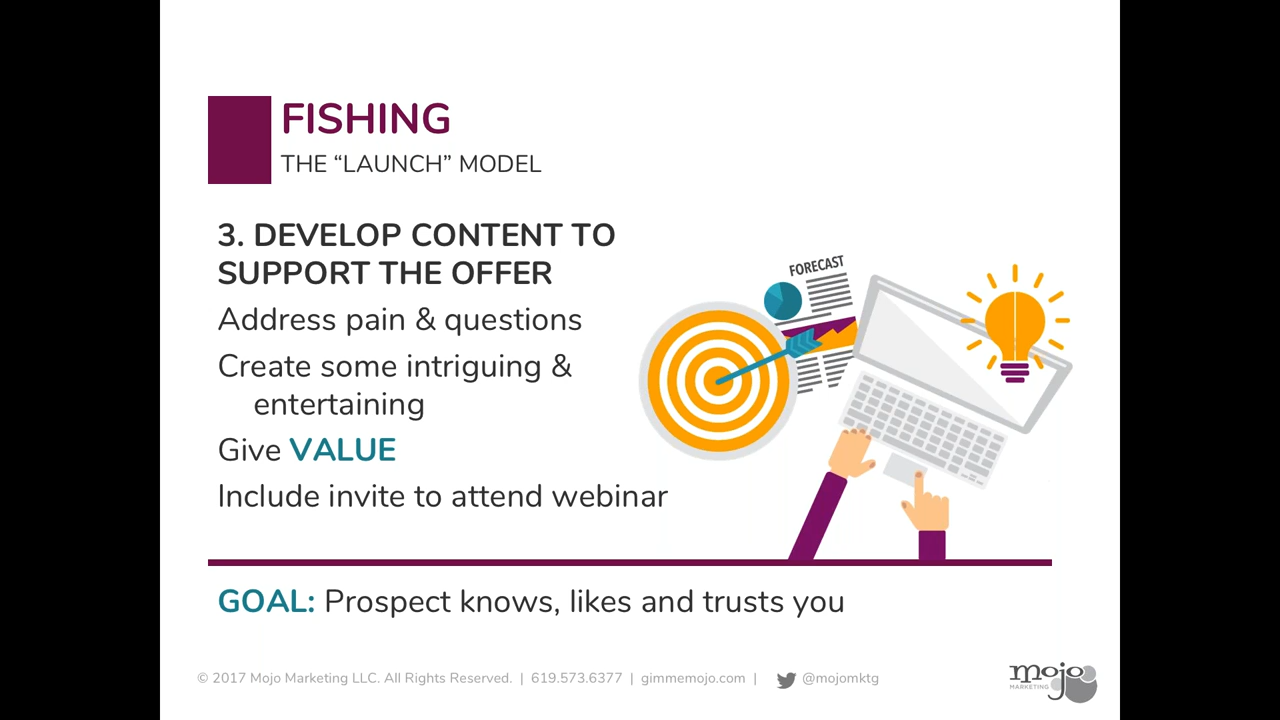 FISHING
THE “LAUNCH” MODEL
3. DEVELOP CONTENT TO
SUPPORT THE OFFER
Address pain & questions
Create some intriguing &
entertaining
Give VALUE
Include invite to attend webinar
FORECAST
GOAL: Prospect knows, likes and trusts you
© 2017 Mojo Marketing LLC. All Rights Reserved. | 619.573.6377 | gimmemojo.com | @mojomktg
mojo
MARKETING